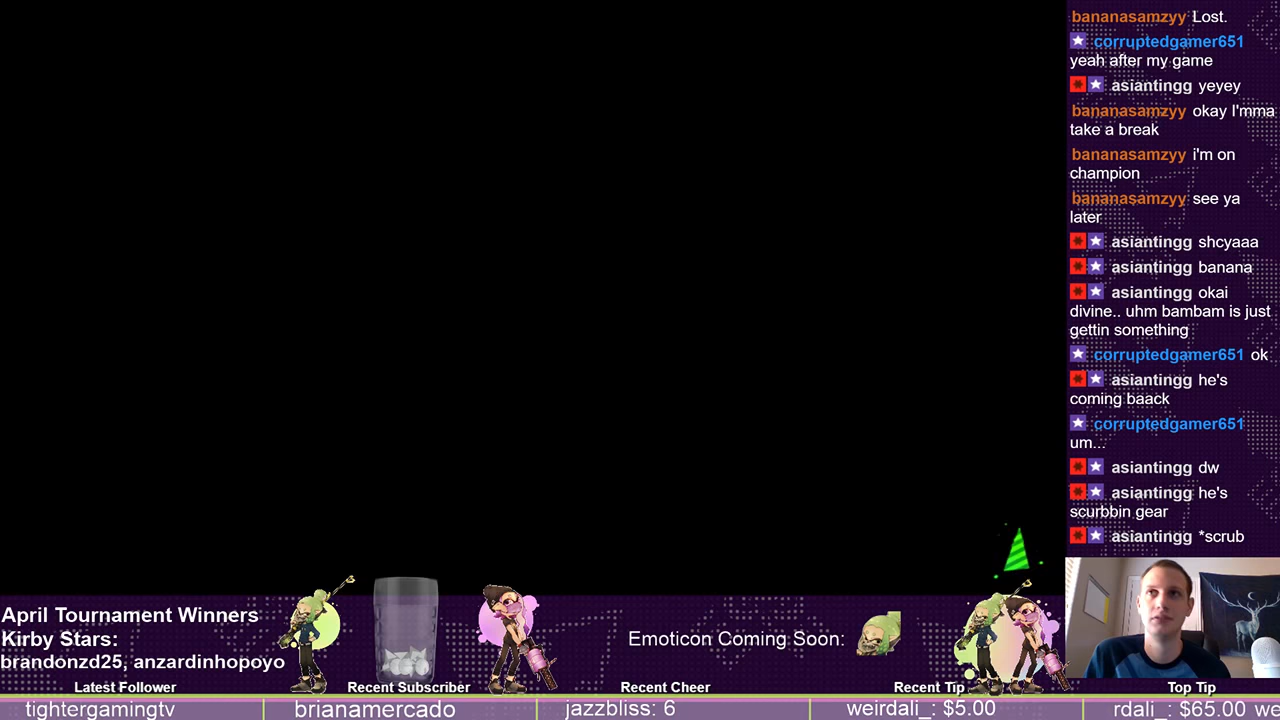 bananasamzyy Lost.
corruptedgamer651
yeah after my game
asiantingg yeyey
bananasamzyy okay I'mma
take a break
bananasamzyy i'm on
champion
bananasamzyy see ya
later
asiantingg shcyaaa
asiantingg banana
asiantingg okai
divine.. uhm bambam is just
gettin something
corruptedgamer651 ok
asiantingg he's
coming baack
corruptedgamer651
um...
asiantingg dw
asiantingg he's
scurbbin gear
asiantingg *scrub
April Tournament Winners
Kirby Stars:
brandonzd25, anzardinhopoyo
Emoticon Coming Soon:
Latest Follower
Recent Subscriber
Recent Cheer
Recent Tip
Top Tip
tightergamingtv
brianamercado
jazzbliss: 6
weirdali_: $5.00
rdali_: $65.00 we